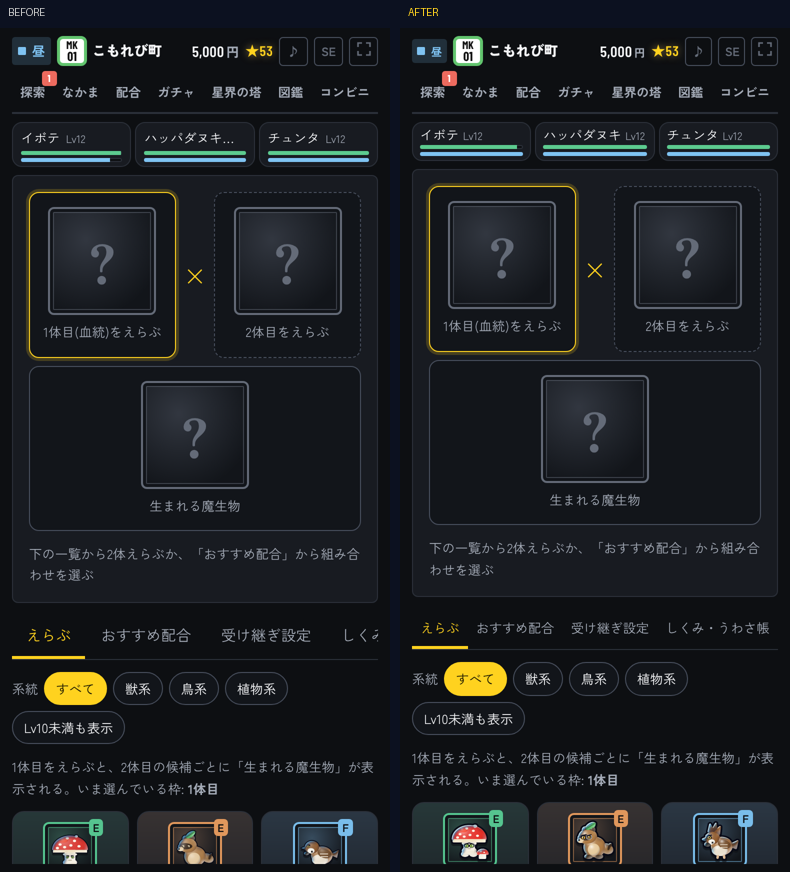 BEFORE
昼 MK 01 こもれび町 5,000 円 ★53 ♪ SE
1
探索 なかま 配合 ガチャ 星界の塔 図鑑 コンビニ
イボテ Lv12 ハッパダヌキ… チュンタ Lv12
? × ?
1体目(血統)をえらぶ 2体目をえらぶ
?
生まれる魔生物
下の一覧から2体えらぶか、「おすすめ配合」から組み合
わせを選ぶ
えらぶ おすすめ配合 受け継ぎ設定 しくみ
系統 すべて 獣系 鳥系 植物系
Lv10未満も表示
1体目をえらぶと、2体目の候補ごとに「生まれる魔生物」が表
示される。いま選んでいる枠: 1体目
E E F
AFTER
昼 MK 01 こもれび町 5,000 円 ★53 ♪ SE
1
探索 なかま 配合 ガチャ 星界の塔 図鑑 コンビニ
イボテ Lv12 ハッパダヌキ Lv12 チュンタ Lv12
? × ?
1体目(血統)をえらぶ 2体目をえらぶ
?
生まれる魔生物
下の一覧から2体えらぶか、「おすすめ配合」から組み合
わせを選ぶ
えらぶ おすすめ配合 受け継ぎ設定 しくみ・うわさ帳
系統 すべて 獣系 鳥系 植物系
Lv10未満も表示
1体目をえらぶと、2体目の候補ごとに「生まれる魔生物」が表
示される。いま選んでいる枠: 1体目
E E F